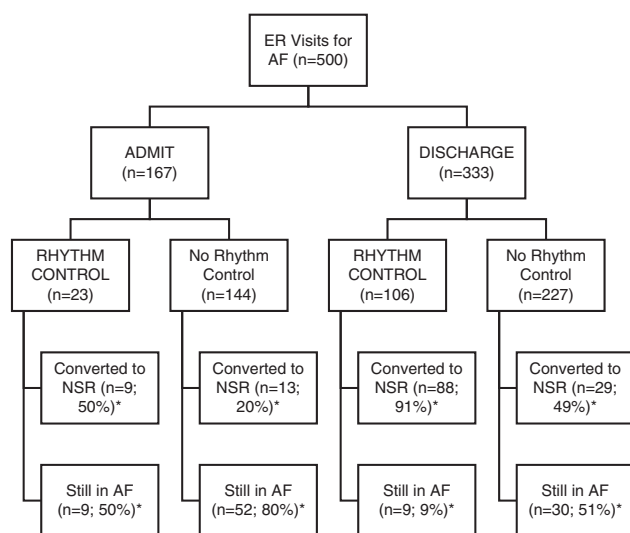 ER Visits for
AF (n=500)
ADMIT
(n=167)
DISCHARGE
(n=333)
RHYTHM
CONTROL
(n=23)
No Rhythm
Control
(n=144)
RHYTHM
CONTROL
(n=106)
No Rhythm
Control
(n=227)
Converted to
NSR (n=9;
50%)*
Converted to
NSR (n=13;
20%)*
Converted to
NSR (n=88;
91%)*
Converted to
NSR (n=29;
49%)*
Still in AF
(n=9; 50%)*
Still in AF
(n=52; 80%)*
Still in AF
(n=9; 9%)*
Still in AF
(n=30; 51%)*